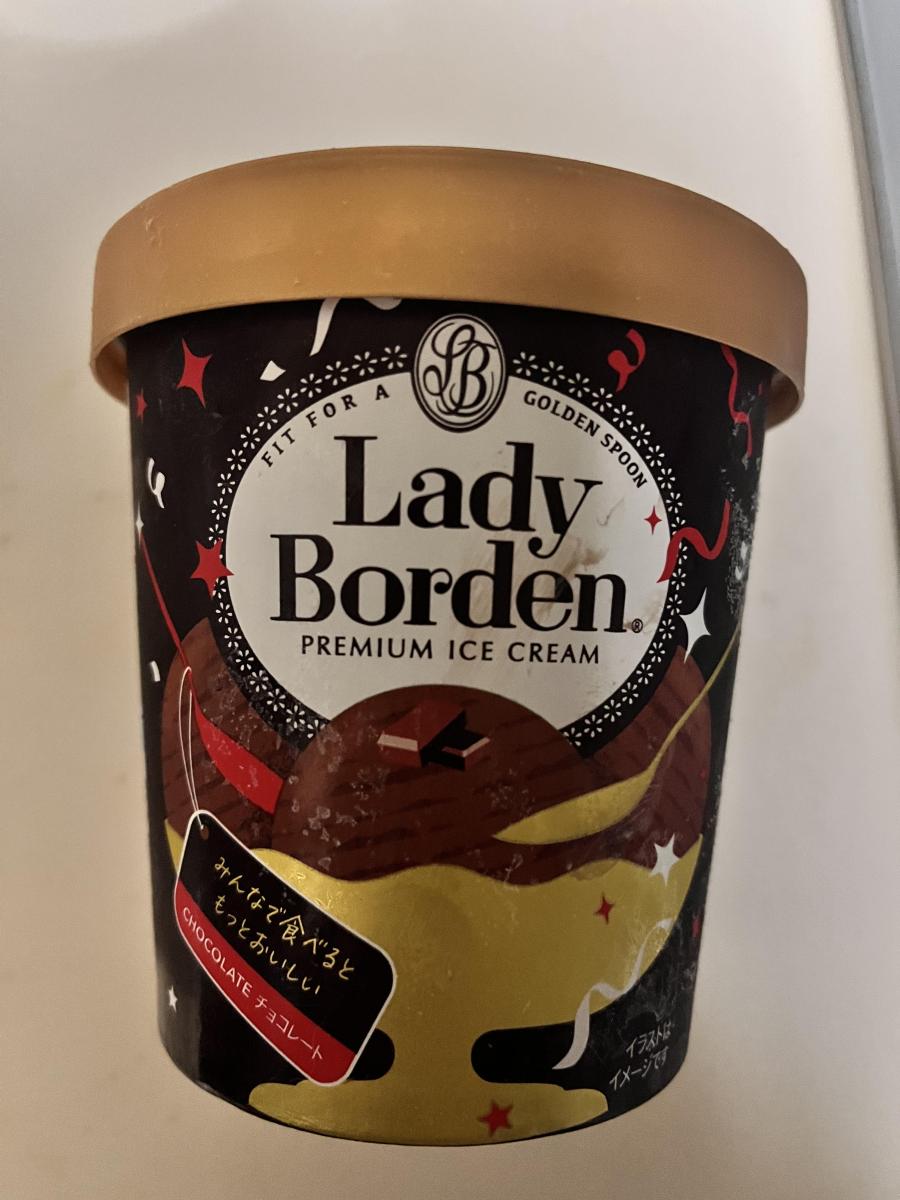 LB
FIT FOR A GOLDEN SPOON
Lady
Borden®
PREMIUM ICE CREAM
みんなで食べると
もっとおいしい
CHOCOLATE チョコレート
イラストは
イメージです